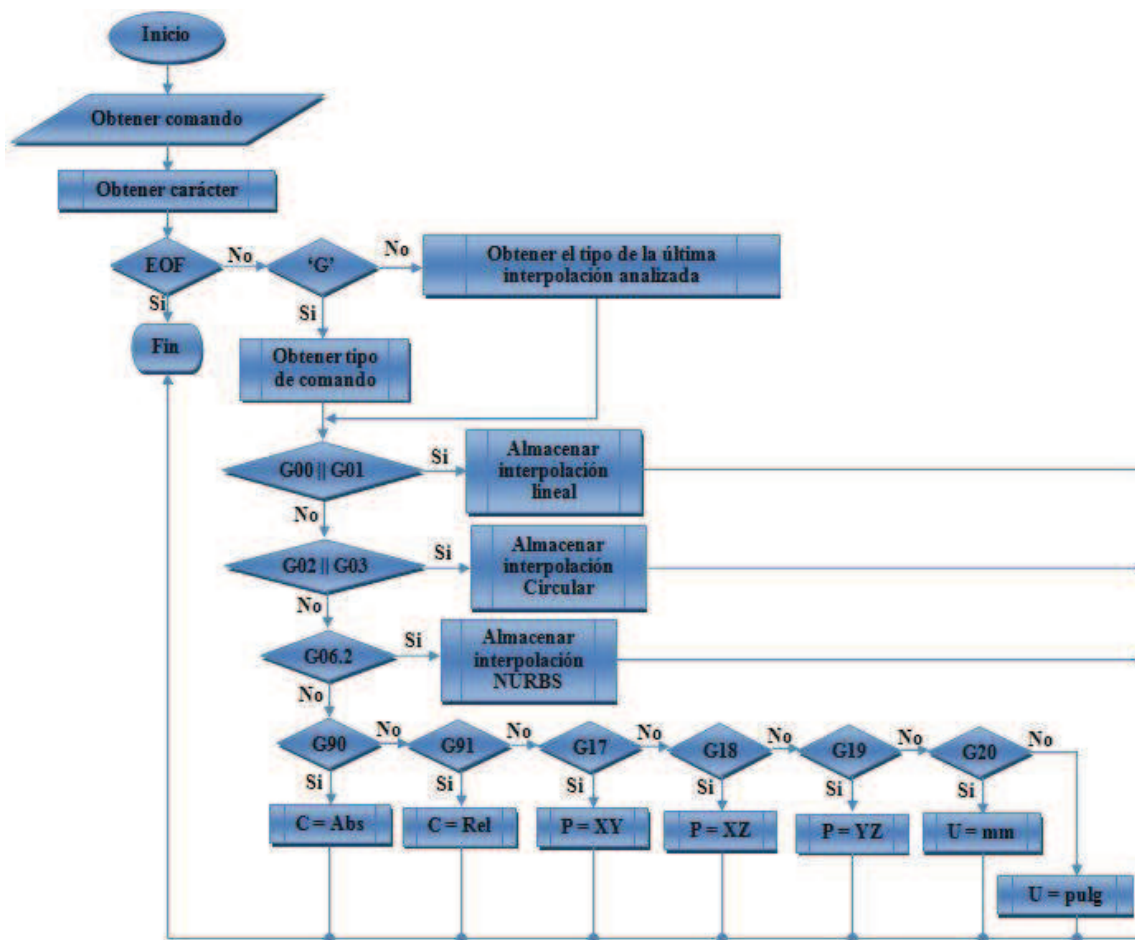 Inicio
Obtener comando
Obtener carácter
EOF
No
‘G’
No
Obtener el tipo de la última
interpolación analizada
Si
Fin
Si
Obtener tipo
de comando
G00 || G01
Si
Almacenar
interpolación
lineal
No
G02 || G03
Si
Almacenar
interpolación
Circular
No
G06.2
Si
Almacenar
interpolación
NURBS
No
G90
No
G91
No
G17
No
G18
No
G19
No
G20
No
Si
Si
Si
Si
Si
Si
C = Abs
C = Rel
P = XY
P = XZ
P = YZ
U = mm
U = pulg